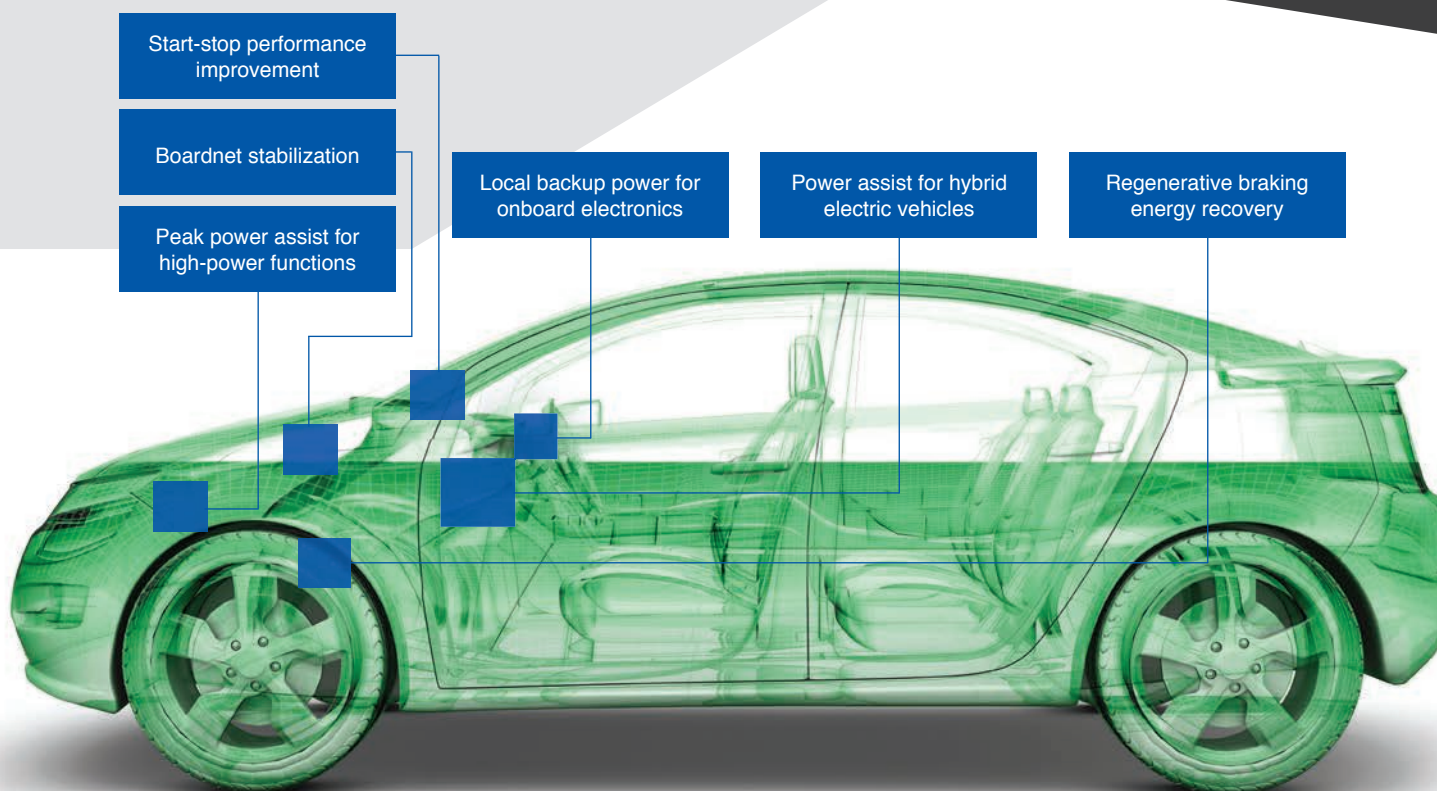 Start-stop performance
improvement
Boardnet stabilization
Peak power assist for
high-power functions
Local backup power for
onboard electronics
Power assist for hybrid
electric vehicles
Regenerative braking
energy recovery